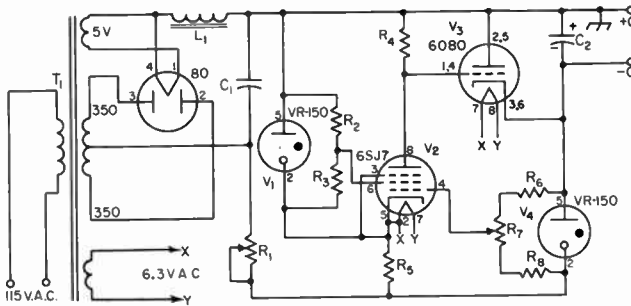 5V
L₁
T₁
4
1
80
3
2
350
350
115V.A.C.
6.3V A C
X
Y
C₁
R₁
5
VR-150
2
V₁
R₂
R₃
R₄
V₂
6SJ7
8
3
6
4
5
2
7
X
Y
R₅
V₃
6080
2,5
1,4
3,6
7
8
X
Y
+
C₂
R₆
R₇
R₈
V₄
5
VR-150
2